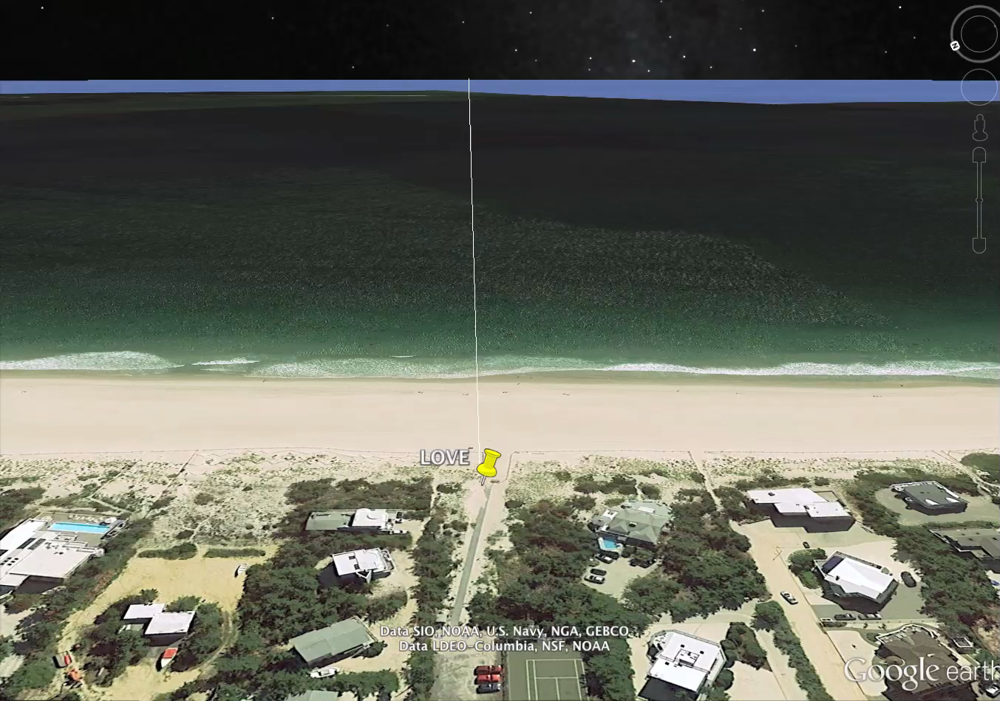 N
LOVE
Data SIO, NOAA, U.S. Navy, NGA, GEBCO
Data LDEO-Columbia, NSF, NOAA
Google earth